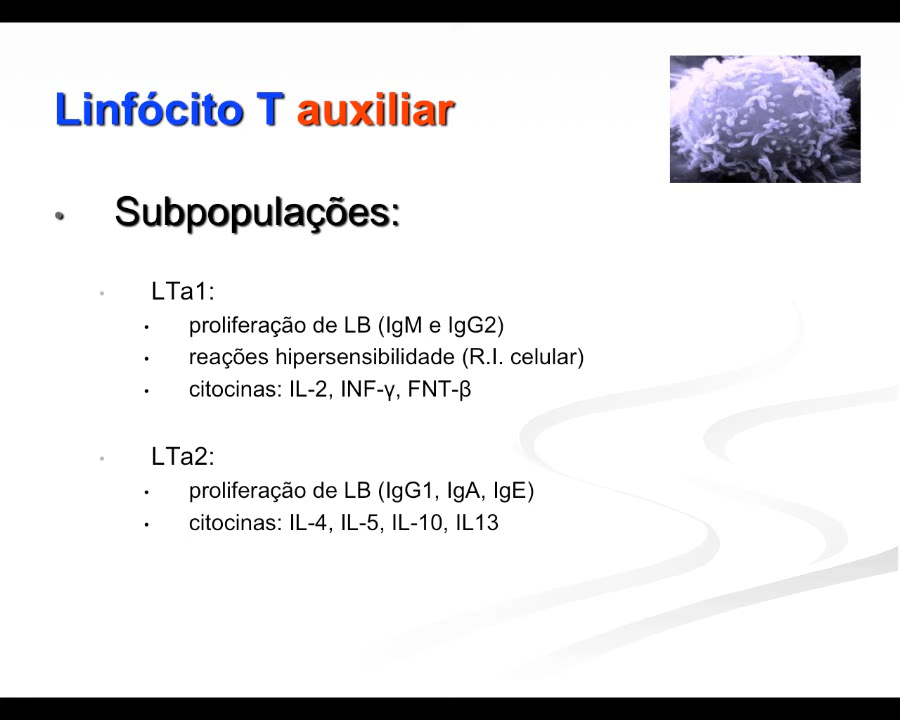 Linfócito T auxiliar
• Subpopulações:
• LTa1:
• proliferação de LB (IgM e IgG2)
• reações hipersensibilidade (R.I. celular)
• citocinas: IL-2, INF-γ, FNT-β
• LTa2:
• proliferação de LB (IgG1, IgA, IgE)
• citocinas: IL-4, IL-5, IL-10, IL13